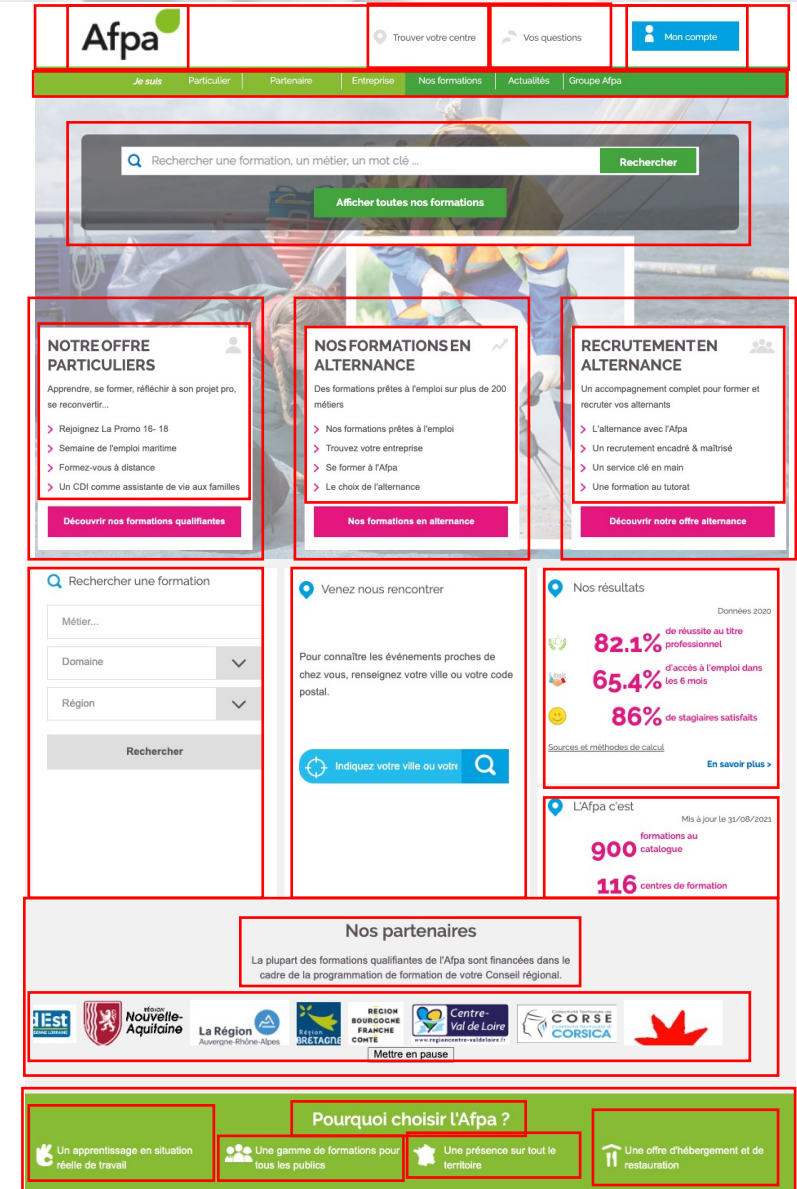 Afpa
Trouver votre centre
Vos questions
Mon compte
Je suis Particulier Partenaire Entreprise Nos formations Actualités Groupe Afpa
Rechercher une formation, un métier, un mot clé ...
Rechercher
Afficher toutes nos formations
NOTRE OFFRE
PARTICULIERS
Apprendre, se former, réfléchir à son projet pro,
se reconvertir...
Rejoignez La Promo 16- 18
Semaine de l'emploi maritime
Formez-vous à distance
Un CDI comme assistante de vie aux familles
Découvrir nos formations qualifiantes
NOS FORMATIONS EN
ALTERNANCE
Des formations prêtes à l'emploi sur plus de 200
métiers
Nos formations prêtes à l'emploi
Trouvez votre entreprise
Se former à l'Afpa
Le choix de l'alternance
Nos formations en alternance
RECRUTEMENT EN
ALTERNANCE
Un accompagnement complet pour former et
recruter vos alternants
L'alternance avec l'Afpa
Un recrutement encadré & maîtrisé
Un service clé en main
Une formation au tutorat
Découvrir notre offre alternance
Rechercher une formation
Métier...
Domaine
Région
Rechercher
Venez nous rencontrer
Pour connaître les événements proches de
chez vous, renseignez votre ville ou votre code
postal.
Indiquez votre ville ou votre
Nos résultats
Données 2020
82.1% de réussite au titre
professionnel
65.4% d'accès à l'emploi dans
les 6 mois
86% de stagiaires satisfaits
Sources et méthodes de calcul
En savoir plus >
L'Afpa c'est
Mis à jour le 31/08/2021
900 formations au
catalogue
116 centres de formation
Nos partenaires
La plupart des formations qualifiantes de l'Afpa sont financées dans le
cadre de la programmation de formation de votre Conseil régional.
dEst
RÉGION
Nouvelle-
Aquitaine
La Région
Auvergne-Rhône-Alpes
Région
BRETAGNE
REGION
BOURGOGNE
FRANCHE
COMTE
Centre-
Val de Loire
www.regioncentre-valdeloire.fr
CORSE
CORSICA
Mettre en pause
Pourquoi choisir l'Afpa ?
Un apprentissage en situation
réelle de travail
Une gamme de formations pour
tous les publics
Une présence sur tout le
territoire
Une offre d'hébergement et de
restauration